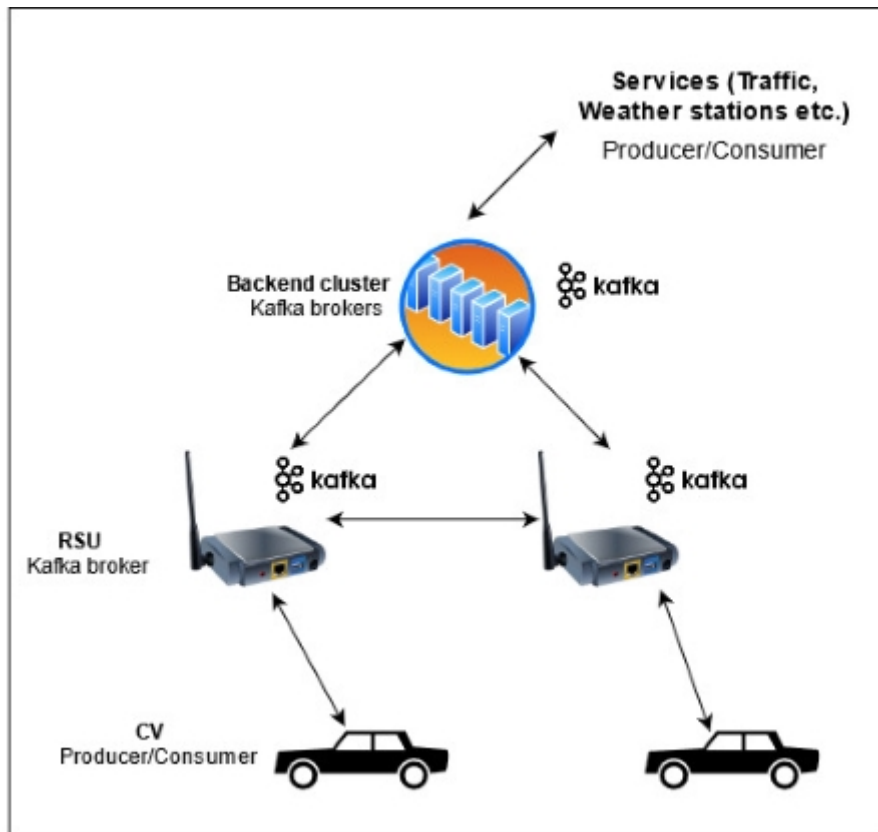 Services (Traffic,
Weather stations etc.)
Producer/Consumer
Backend cluster
Kafka brokers
kafka
kafka
kafka
RSU
Kafka broker
CV
Producer/Consumer